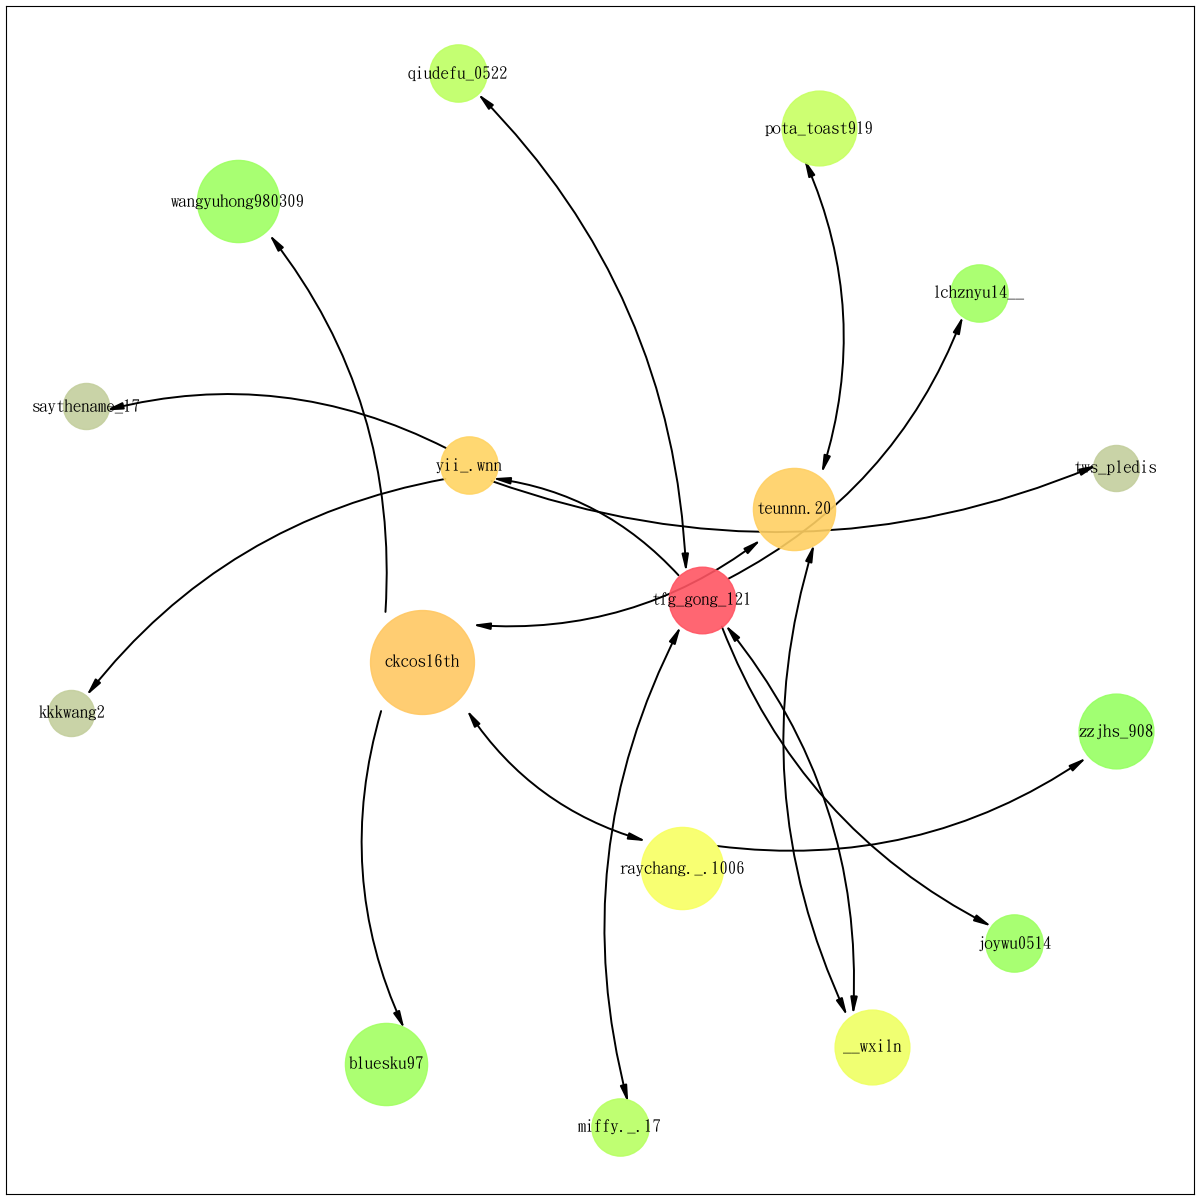 qiudefu_0522
pota_toast919
wangyuhong980309
lchznyu14__
saythename_17
yii_.wnn
tws_pledis
teunnn.20
tfg_gong_121
ckcos16th
kkkwang2
zzjhs_908
raychang._.1006
joywu0514
__wxiln
bluesku97
miffy._.17